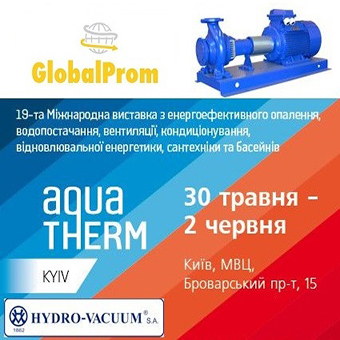 GlobalProm
19-та Міжнародна виставка з енергоефективного опалення,
водопостачання, вентиляції, кондиціонування,
відновлювальної енергетики, сантехніки та басейнів
aqua
THERM
KYIV
30 травня –
2 червня
Київ, МВЦ,
Броварський пр-т, 15
HYDRO-VACUUM S.A.
1862